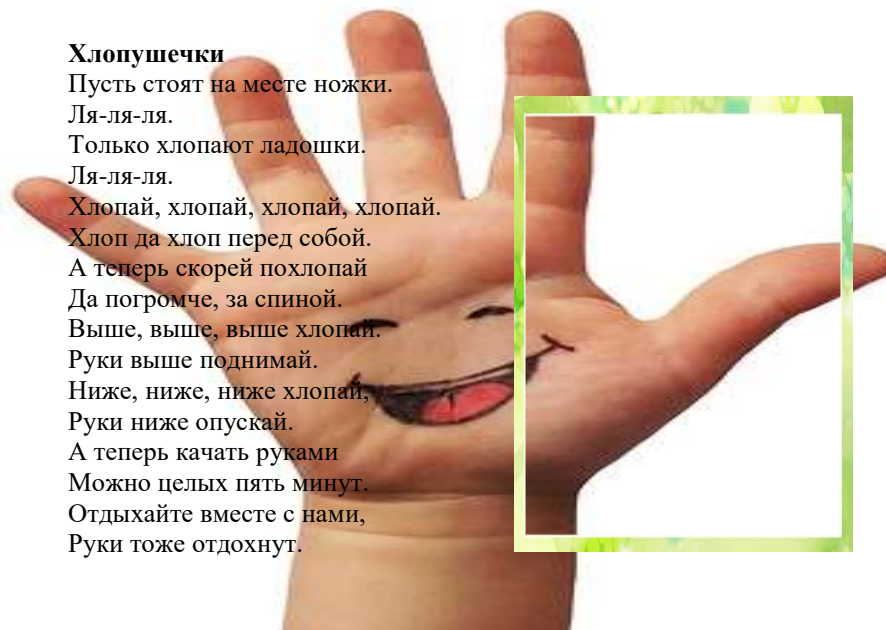 Хлопушечки
Пусть стоят на месте ножки.
Ля-ля-ля.
Только хлопают ладошки.
Ля-ля-ля.
Хлопай, хлопай, хлопай, хлопай.
Хлоп да хлоп перед собой.
А теперь скорей похлопай
Да погромче, за спиной.
Выше, выше, выше хлопай.
Руки выше поднимай.
Ниже, ниже, ниже хлопай,
Руки ниже опускай.
А теперь качать руками
Можно целых пять минут.
Отдыхайте вместе с нами,
Руки тоже отдохнут.